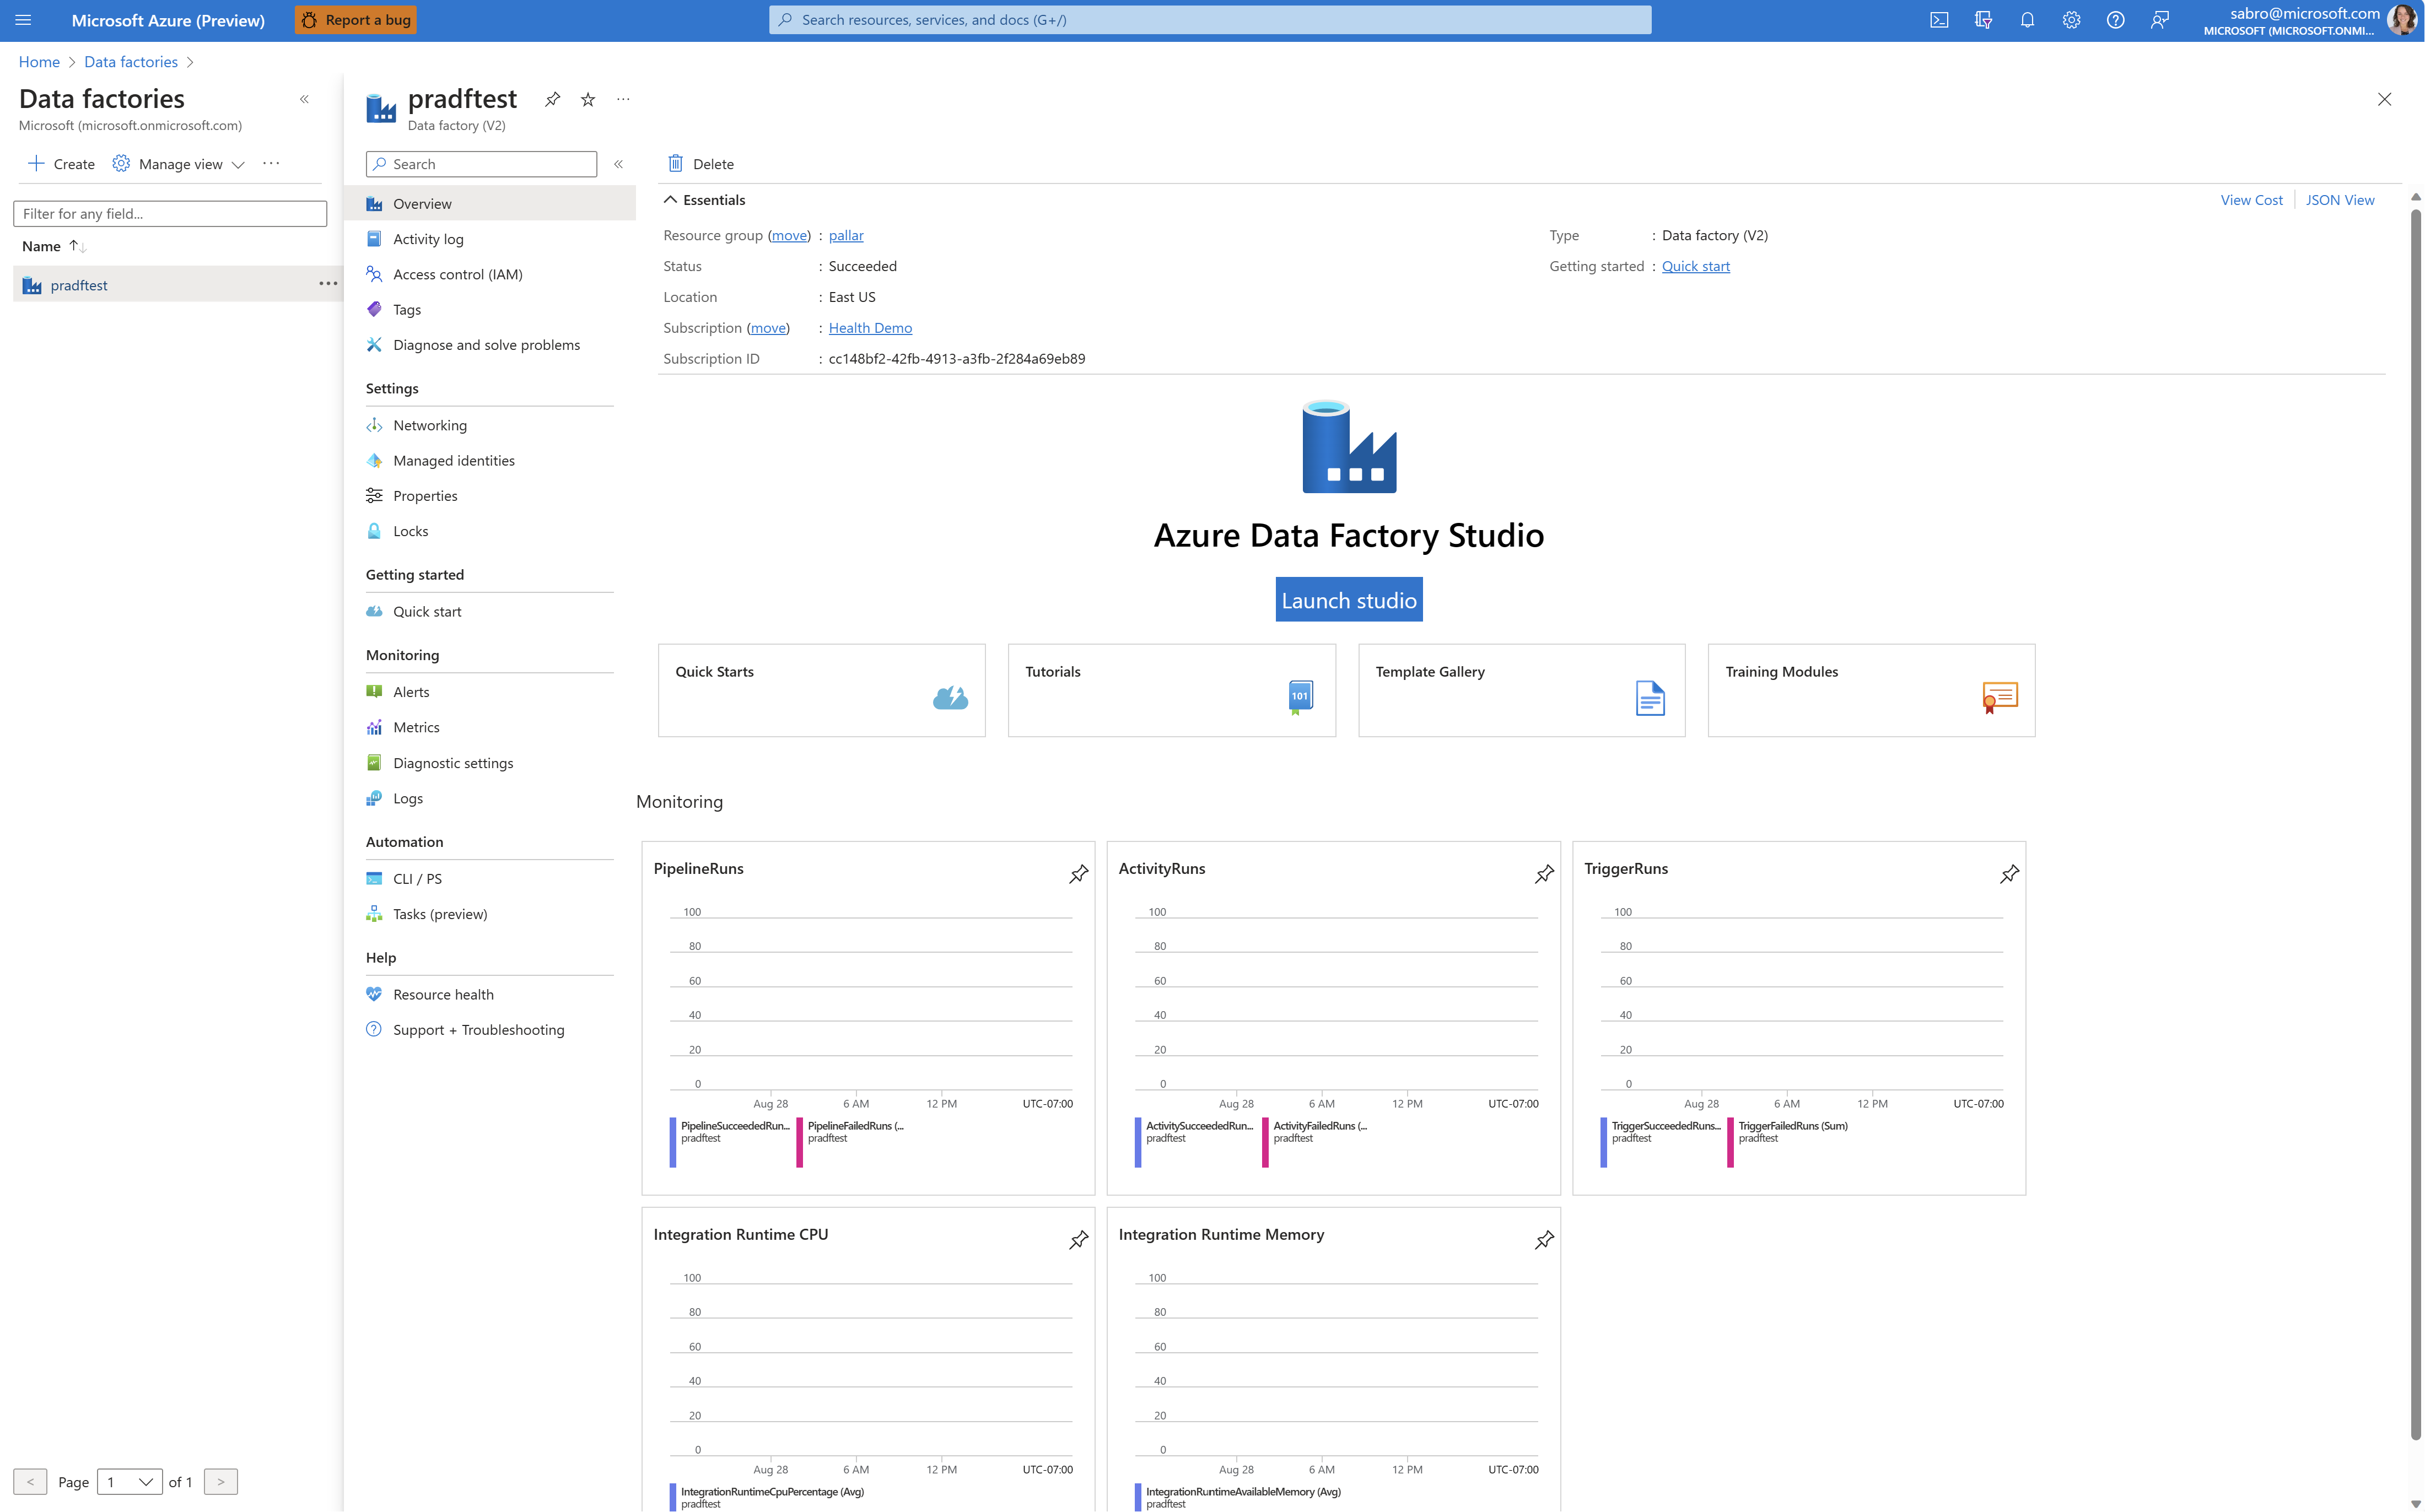 Microsoft Azure (Preview)
Report a bug
Search resources, services, and docs (G+/)
sabro@microsoft.com
MICROSOFT (MICROSOFT.ONMI...
Home > Data factories >
Data factories
Microsoft (microsoft.onmicrosoft.com)
Create
Manage view
Filter for any field...
Name
pradftest
< Page 1 of 1 >
pradftest
Data factory (V2)
Search
Overview
Activity log
Access control (IAM)
Tags
Diagnose and solve problems
Settings
Networking
Managed identities
Properties
Locks
Getting started
Quick start
Monitoring
Alerts
Metrics
Diagnostic settings
Logs
Automation
CLI / PS
Tasks (preview)
Help
Resource health
Support + Troubleshooting
Delete
Essentials
View Cost
JSON View
Resource group (move) : pallar
Status : Succeeded
Location : East US
Subscription (move) : Health Demo
Subscription ID : cc148bf2-42fb-4913-a3fb-2f284a69eb89
Type : Data factory (V2)
Getting started : Quick start
Azure Data Factory Studio
Launch studio
Quick Starts
Tutorials
101
Template Gallery
Training Modules
Monitoring
PipelineRuns
100
80
60
40
20
0
Aug 28 6 AM 12 PM UTC-07:00
PipelineSucceededRun... PipelineFailedRuns (...
pradftest pradftest
ActivityRuns
100
80
60
40
20
0
Aug 28 6 AM 12 PM UTC-07:00
ActivitySucceededRun... ActivityFailedRuns (...
pradftest pradftest
TriggerRuns
100
80
60
40
20
0
Aug 28 6 AM 12 PM UTC-07:00
TriggerSucceededRuns... TriggerFailedRuns (Sum)
pradftest pradftest
Integration Runtime CPU
100
80
60
40
20
0
Aug 28 6 AM 12 PM UTC-07:00
IntegrationRuntimeCpuPercentage (Avg)
pradftest
Integration Runtime Memory
100
80
60
40
20
0
Aug 28 6 AM 12 PM UTC-07:00
IntegrationRuntimeAvailableMemory (Avg)
pradftest